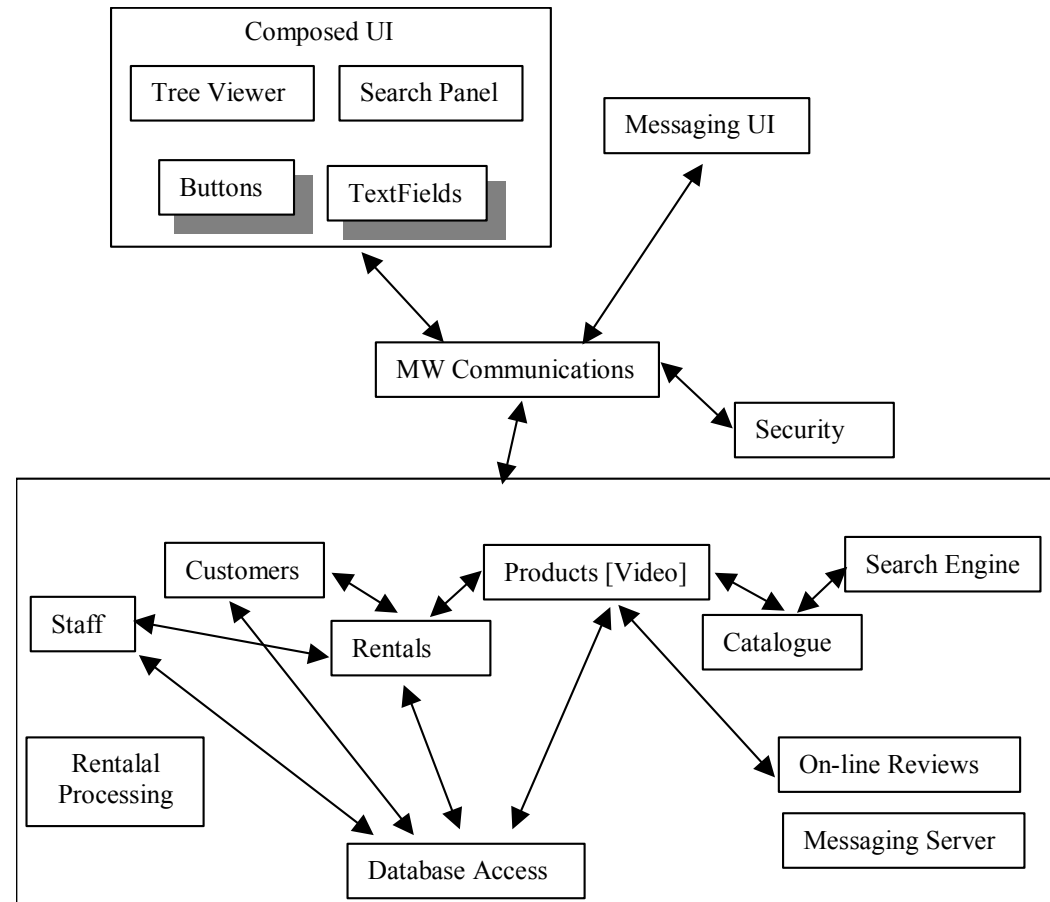 Composed UI
Tree Viewer
Search Panel
Messaging UI
Buttons
TextFields
MW Communications
Security
Customers
Products [Video]
Search Engine
Staff
Rentals
Catalogue
Rentalal
Processing
On-line Reviews
Messaging Server
Database Access